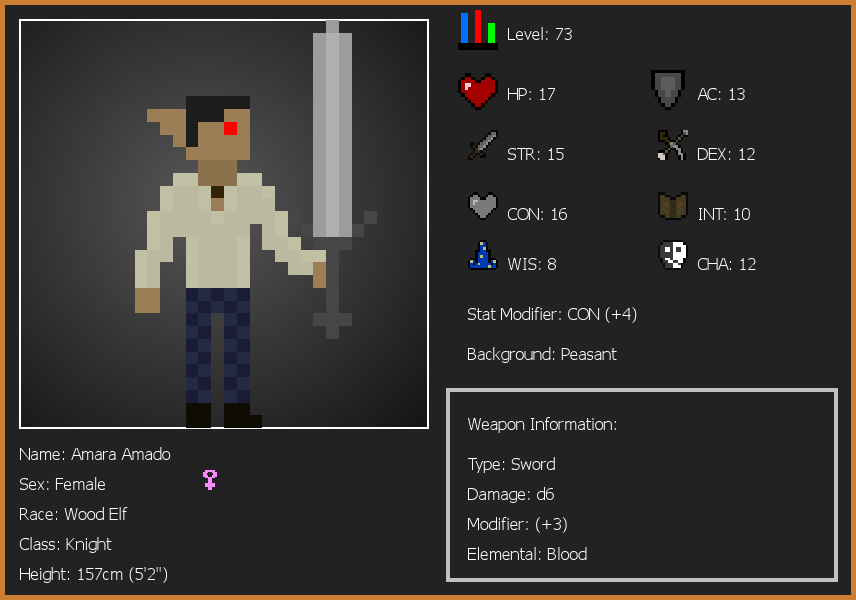 Level: 73
HP: 17
AC: 13
STR: 15
DEX: 12
CON: 16
INT: 10
WIS: 8
CHA: 12
Stat Modifier: CON (+4)
Background: Peasant
Weapon Information:
Type: Sword
Damage: d6
Modifier: (+3)
Elemental: Blood
Name: Amara Amado
Sex: Female
Race: Wood Elf
Class: Knight
Height: 157cm (5'2")